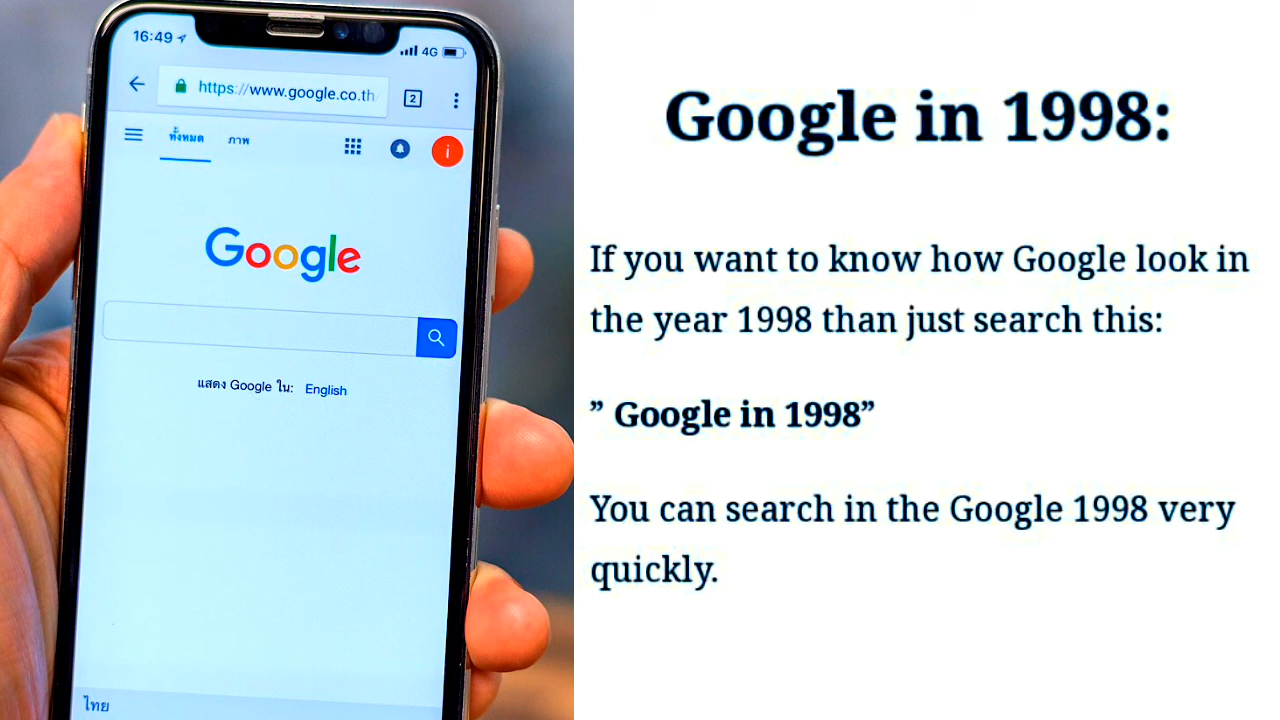 16:49
4G
https://www.google.co.th/
2
ทั้งหมด ภาพ
i
Google
แสดง Google ใน: English
ไทย
Google in 1998:
If you want to know how Google look in
the year 1998 than just search this:
” Google in 1998”
You can search in the Google 1998 very
quickly.